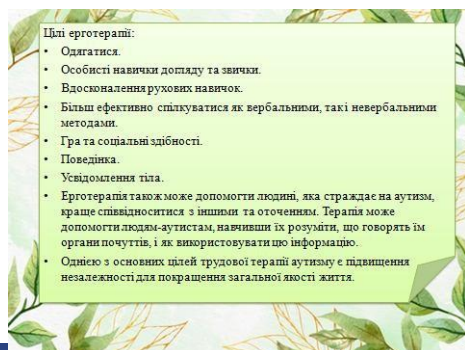 Цілі ерготерапії:
• Одягатися.
• Особисті навички догляду та звички.
• Вдосконалення рухових навичок.
• Більш ефективно спілкуватися як вербальними, так і невербальними
методами.
• Гра та соціальні здібності.
• Поведінка.
• Усвідомлення тіла.
• Ерготерапія також може допомогти людині, яка страждає на аутизм,
краще співвідноситися з іншими та оточенням. Терапія може
допомогти людям-аутистам, навчивши їх розуміти, що говорять їм
органи почуттів, і як використовувати цю інформацію.
• Однією з основних цілей трудової терапії аутизму є підвищення
незалежності для покращення загальної якості життя.